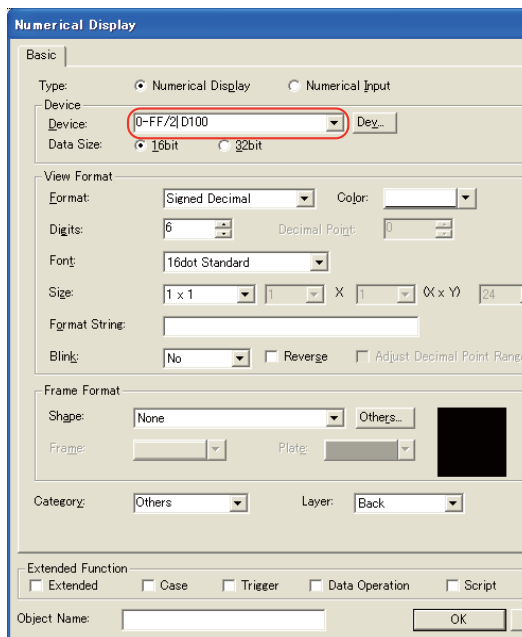 Numerical Display
Basic
Type: Numerical Display Numerical Input
Device
Device: 0-FF/2 D100 Dev...
Data Size: 16bit 32bit
View Format
Format: Signed Decimal Color:
Digits: 6 Decimal Point: 0
Font: 16dot Standard
Size: 1 x 1 1 X 1 (X x Y) 24
Format String:
Blink: No Reverse Adjust Decimal Point Rang
Frame Format
Shape: None Others...
Frame: Plate:
Category: Others Layer: Back
Extended Function
Extended Case Trigger Data Operation Script
Object Name: OK